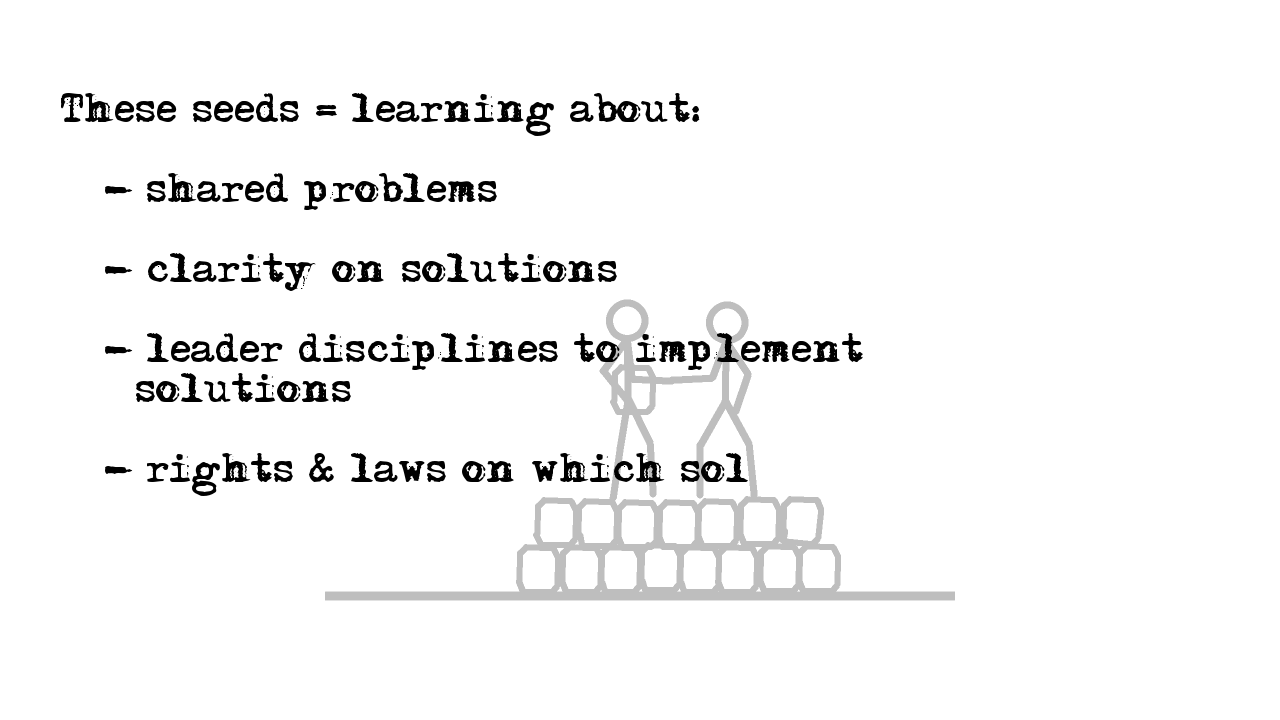 These seeds = learning about:
- shared problems
- clarity on solutions
- leader disciplines to implement
solutions
- rights & laws on which sol